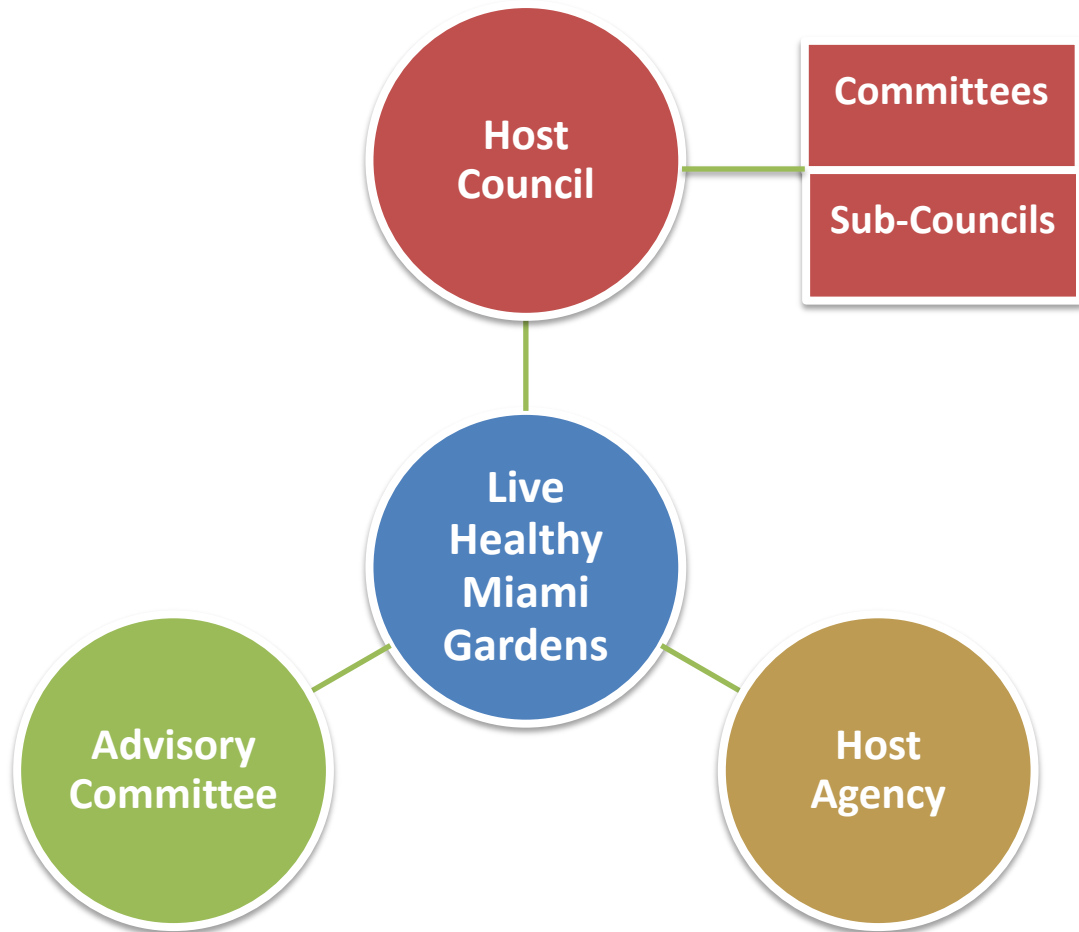 Host
Council
Committees
Sub-Councils
Live
Healthy
Miami
Gardens
Advisory
Committee
Host
Agency